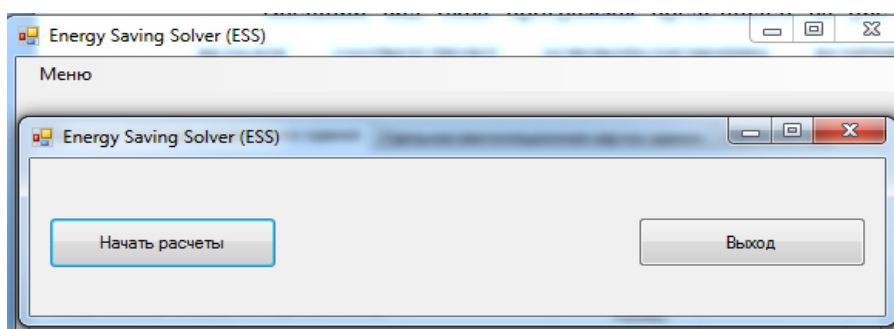 Energy Saving Solver (ESS)
Меню
Energy Saving Solver (ESS)
Начать расчеты
Выход